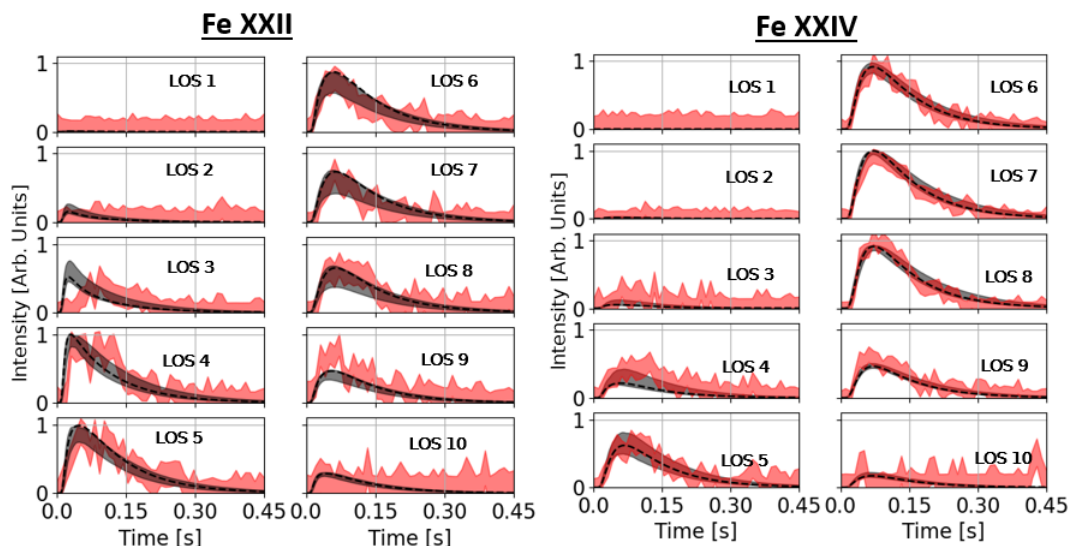 Fe XXII
Fe XXIV
Intensity [Arb. Units]
1
0
LOS 1
1
0
LOS 2
1
0
LOS 3
1
0
LOS 4
1
0
LOS 5
LOS 6
LOS 7
LOS 8
LOS 9
LOS 10
0.0
0.15
0.30
0.45
Time [s]
0.0
0.15
0.30
0.45
Time [s]
Intensity [Arb. Units]
1
0
LOS 1
1
0
LOS 2
1
0
LOS 3
1
0
LOS 4
1
0
LOS 5
LOS 6
LOS 7
LOS 8
LOS 9
LOS 10
0.0
0.15
0.30
0.45
Time [s]
0.0
0.15
0.30
0.45
Time [s]